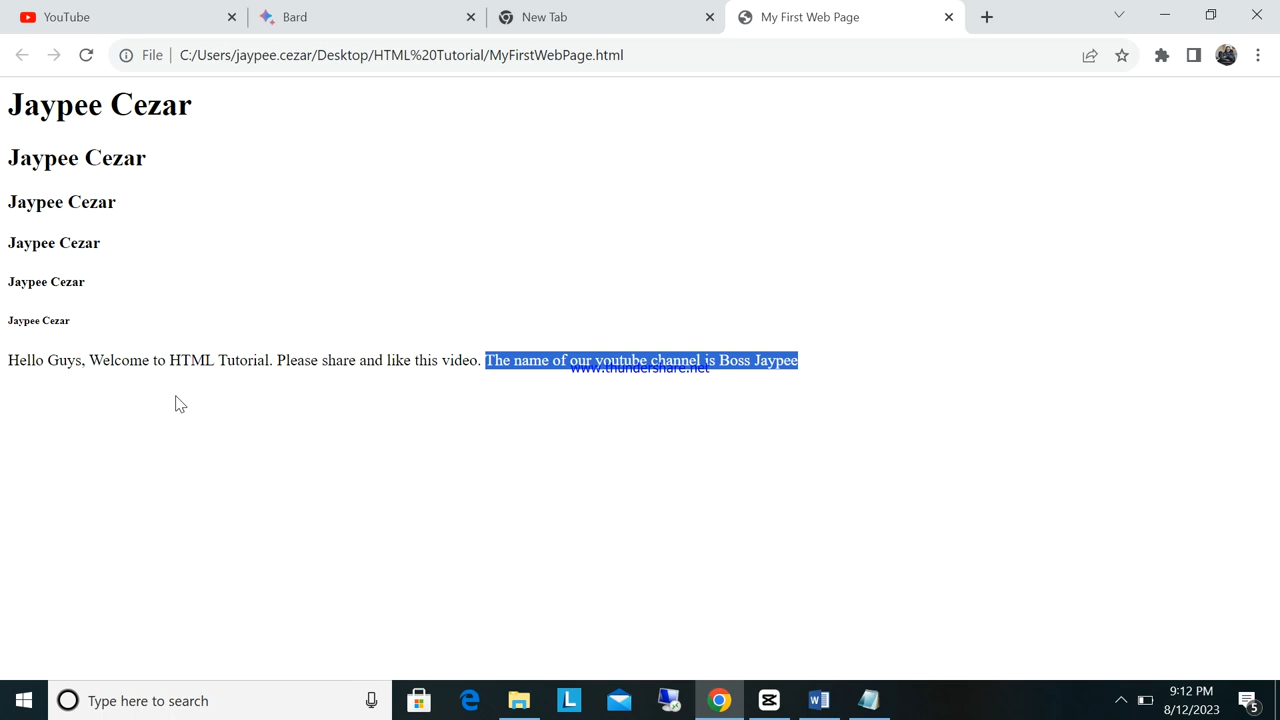 YouTube
Bard
New Tab
My First Web Page
File
C:/Users/jaypee.cezar/Desktop/HTML%20Tutorial/MyFirstWebPage.html
Jaypee Cezar
Jaypee Cezar
Jaypee Cezar
Jaypee Cezar
Jaypee Cezar
Jaypee Cezar
Hello Guys, Welcome to HTML Tutorial. Please share and like this video. The name of our youtube channel is Boss Jaypee
www.thundershare.net
Type here to search
L
W
9:12 PM
8/12/2023
5